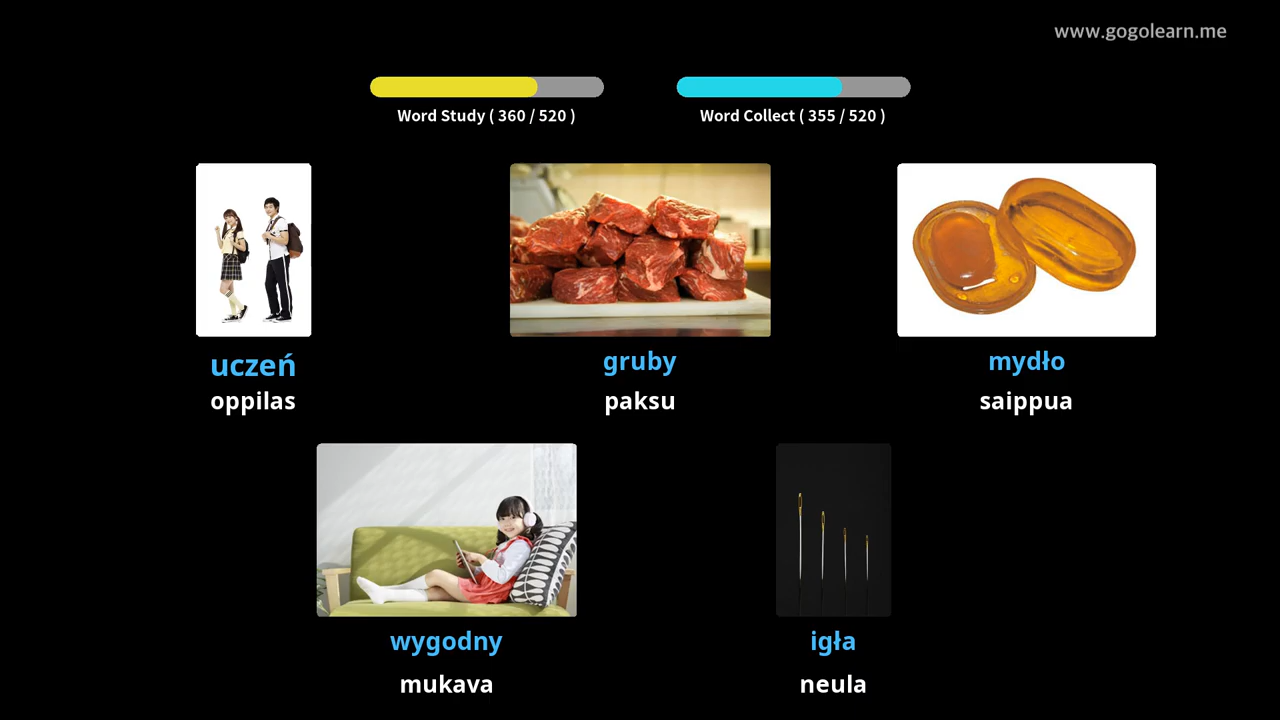 www.gogolearn.me
Word Study ( 360 / 520 )
Word Collect ( 355 / 520 )
uczeń
oppilas
gruby
paksu
mydło
saippua
wygodny
mukava
igła
neula